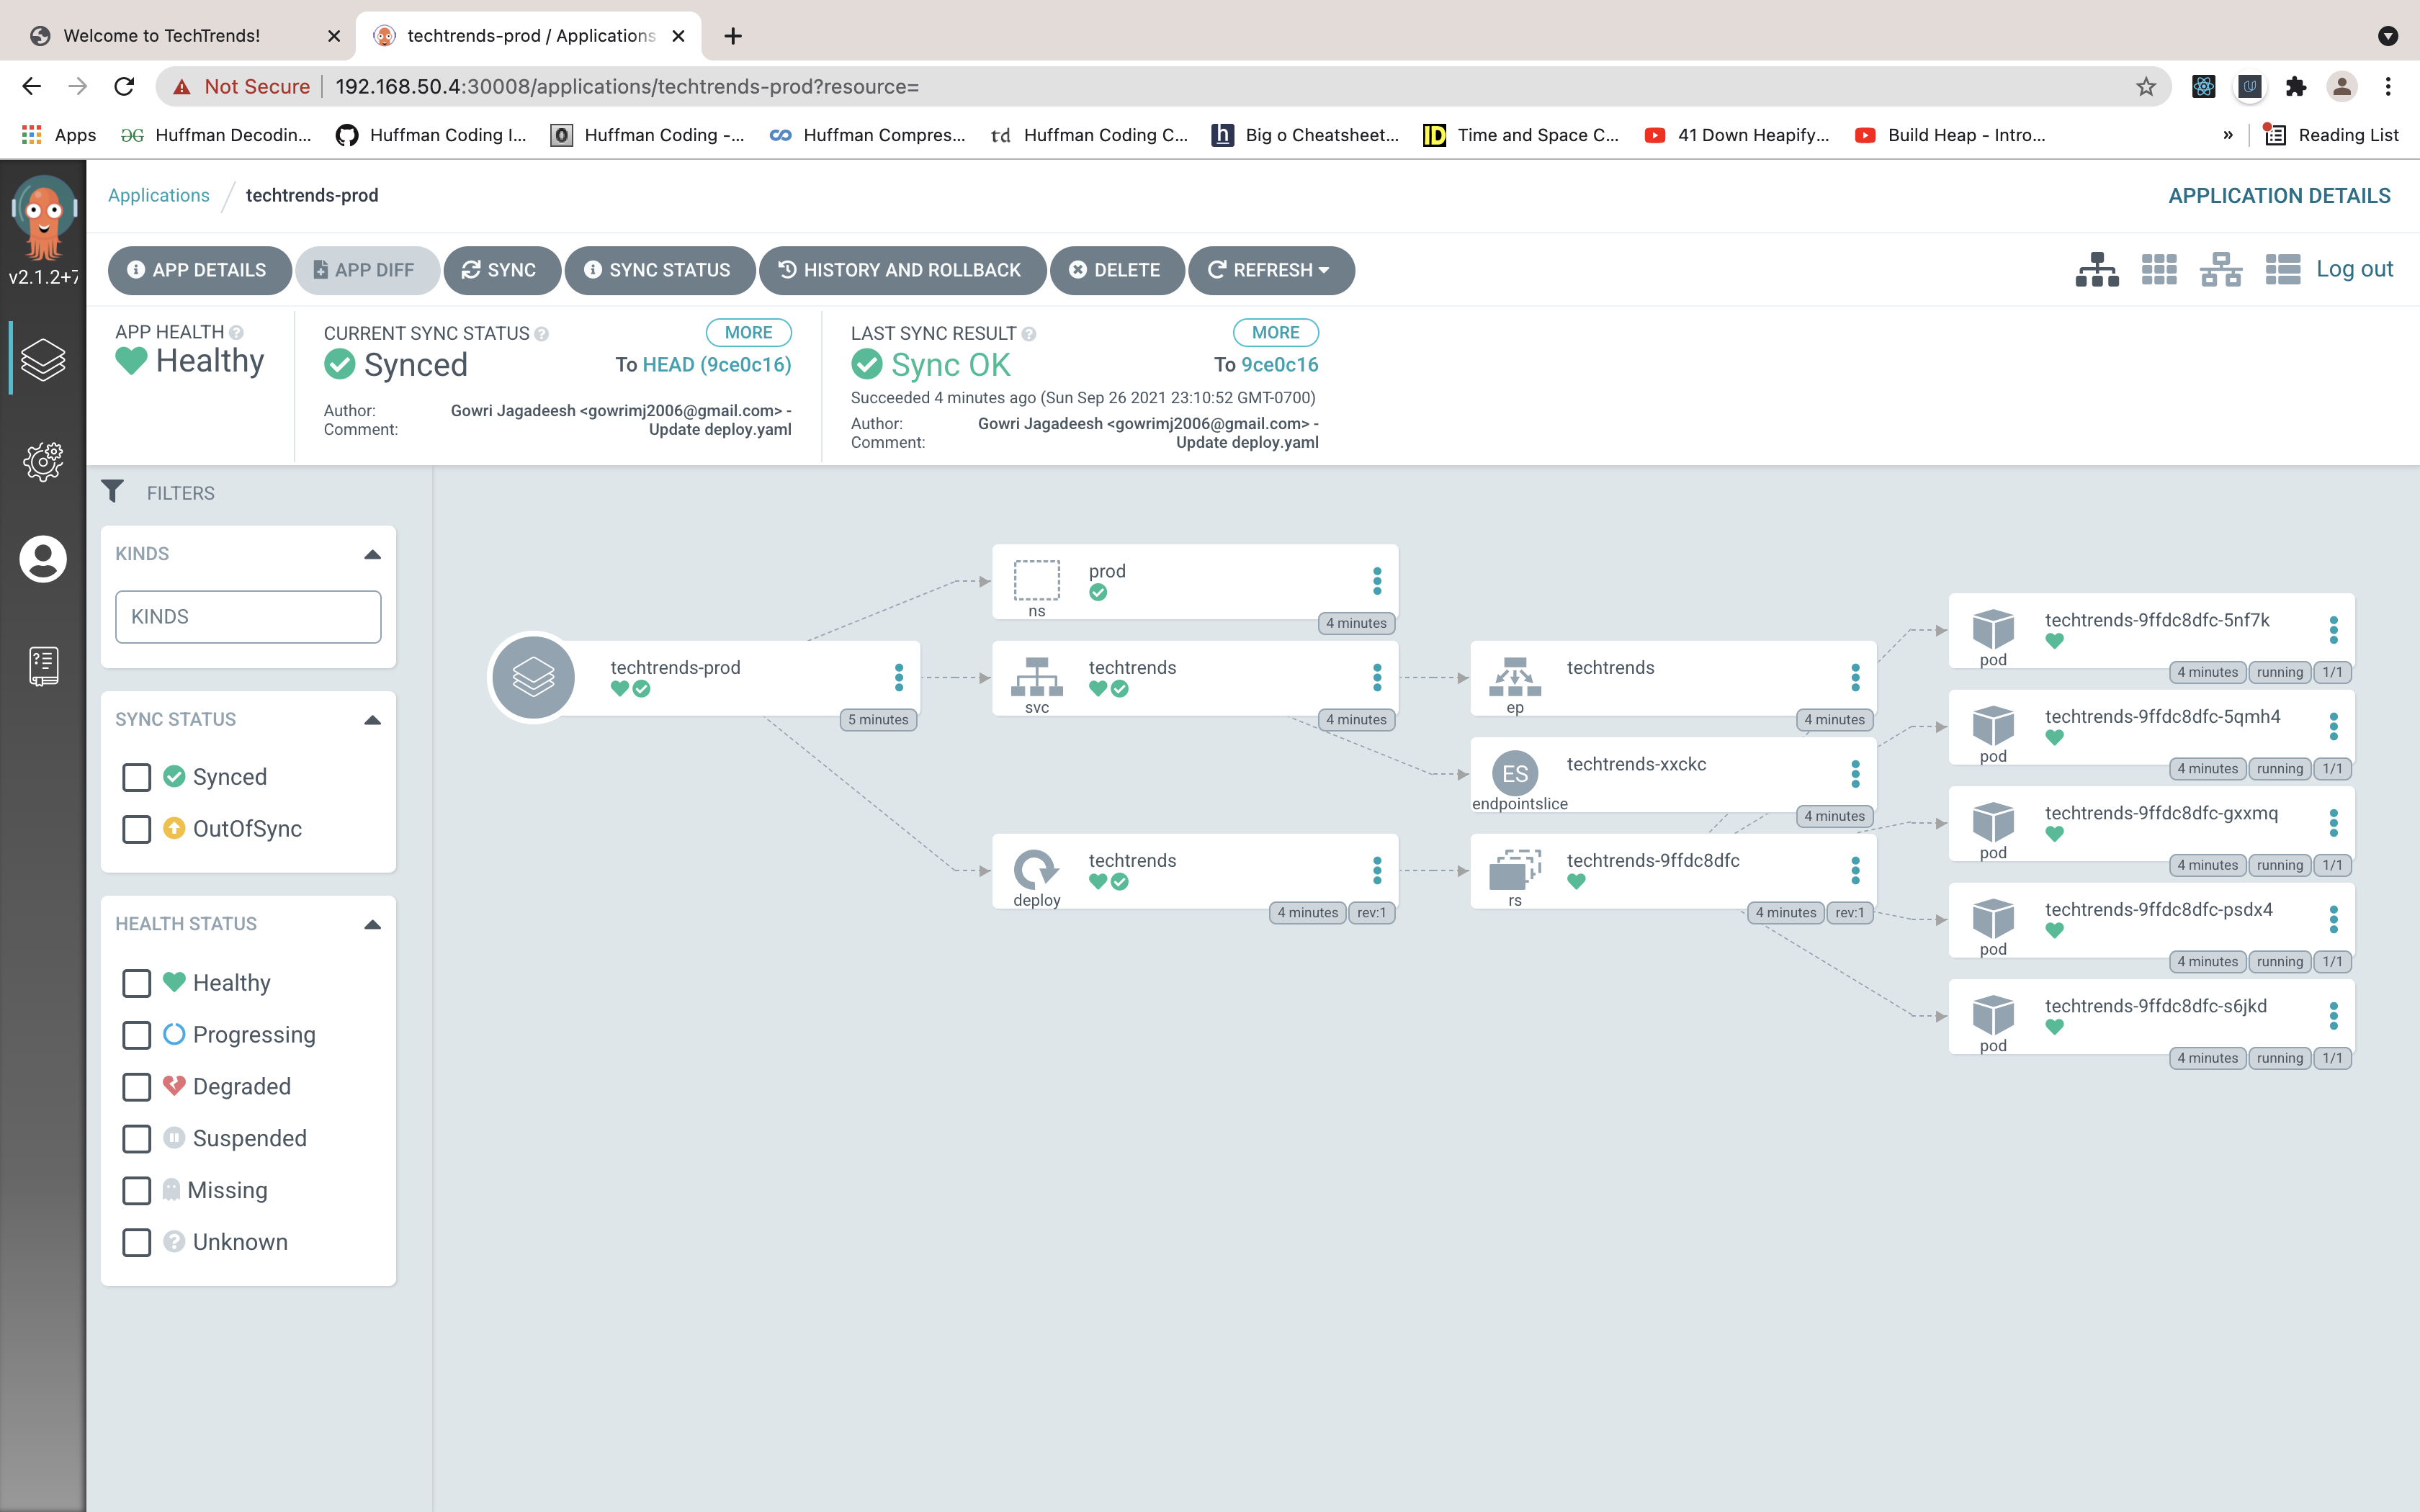 Welcome to TechTrends!
techtrends-prod / Applications
Not Secure
192.168.50.4:30008/applications/techtrends-prod?resource=
Apps
Huffman Decodin...
Huffman Coding I...
Huffman Coding -...
Huffman Compres...
td
Huffman Coding C...
Big o Cheatsheet...
Time and Space C...
41 Down Heapify...
Build Heap - Intro...
»
Reading List
v2.1.2+7
Applications / techtrends-prod
APPLICATION DETAILS
APP DETAILS
APP DIFF
SYNC
SYNC STATUS
HISTORY AND ROLLBACK
DELETE
REFRESH
Log out
APP HEALTH
Healthy
CURRENT SYNC STATUS
MORE
Synced
To HEAD (9ce0c16)
Author: Gowri Jagadeesh <gowrimj2006@gmail.com> -
Comment: Update deploy.yaml
LAST SYNC RESULT
MORE
Sync OK
To 9ce0c16
Succeeded 4 minutes ago (Sun Sep 26 2021 23:10:52 GMT-0700)
Author: Gowri Jagadeesh <gowrimj2006@gmail.com> -
Comment: Update deploy.yaml
FILTERS
KINDS
KINDS
SYNC STATUS
Synced
OutOfSync
HEALTH STATUS
Healthy
Progressing
Degraded
Suspended
Missing
Unknown
techtrends-prod
5 minutes
prod
ns
4 minutes
techtrends
svc
4 minutes
techtrends
deploy
4 minutes
rev:1
techtrends
ep
4 minutes
ES
techtrends-xxckc
endpointslice
4 minutes
techtrends-9ffdc8dfc
rs
4 minutes
rev:1
techtrends-9ffdc8dfc-5nf7k
pod
4 minutes
running
1/1
techtrends-9ffdc8dfc-5qmh4
pod
4 minutes
running
1/1
techtrends-9ffdc8dfc-gxxmq
pod
4 minutes
running
1/1
techtrends-9ffdc8dfc-psdx4
pod
4 minutes
running
1/1
techtrends-9ffdc8dfc-s6jkd
pod
4 minutes
running
1/1